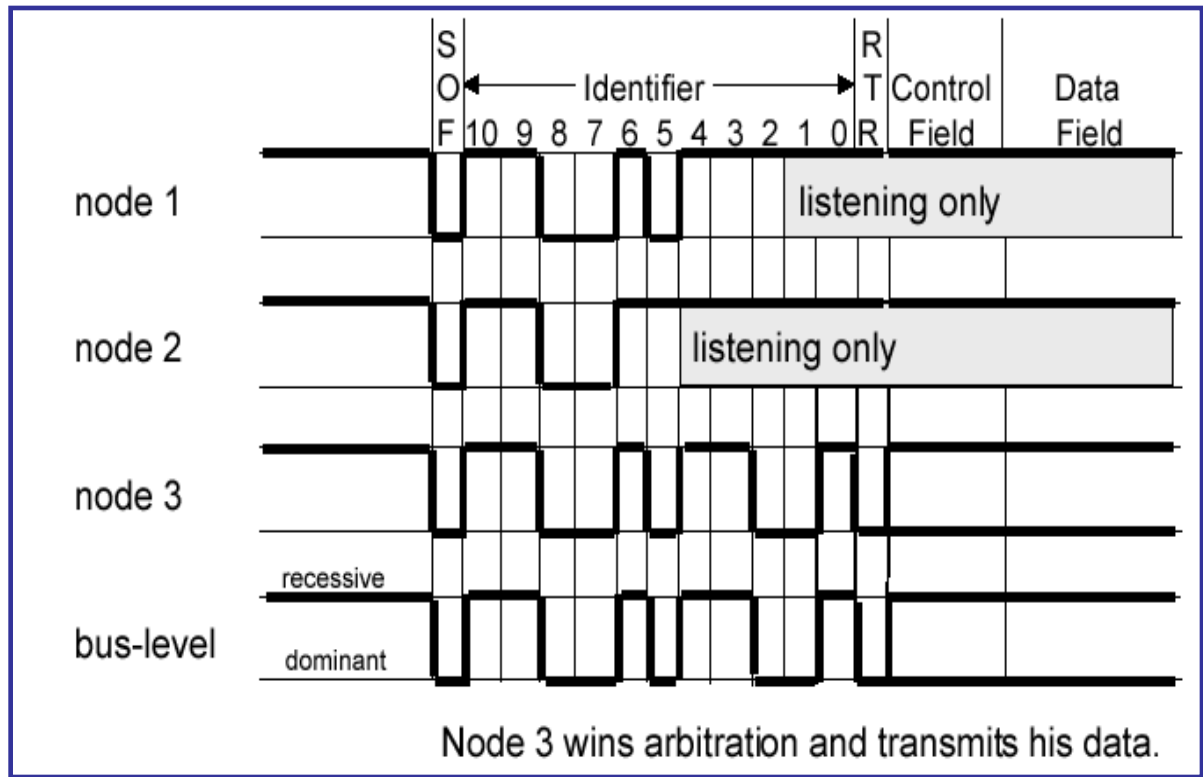 S
O
F
Identifier
R
T
R
Control
Field
Data
Field
10 9 8 7 6 5 4 3 2 1 0
node 1
listening only
node 2
listening only
node 3
recessive
bus-level
dominant
Node 3 wins arbitration and transmits his data.